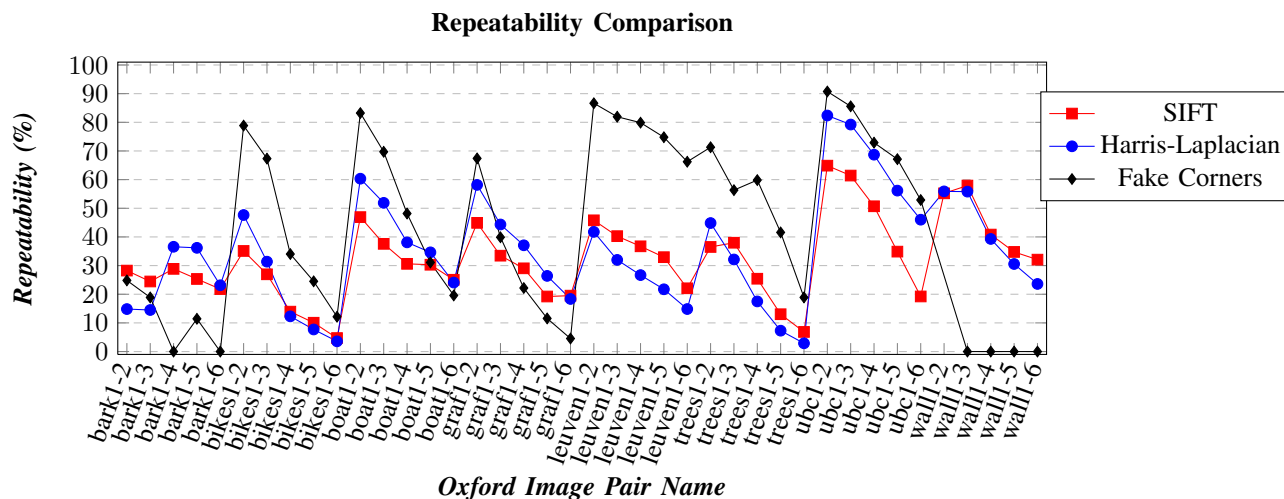 Repeatability Comparison
Repeatability (%)
100
90
80
70
60
50
40
30
20
10
0
SIFT
Harris-Laplacian
Fake Corners
bark1-2
bark1-3
bark1-4
bark1-5
bark1-6
bikes1-2
bikes1-3
bikes1-4
bikes1-5
bikes1-6
boat1-2
boat1-3
boat1-4
boat1-5
boat1-6
graf1-2
graf1-3
graf1-4
graf1-5
graf1-6
leuven1-2
leuven1-3
leuven1-4
leuven1-5
leuven1-6
trees1-2
trees1-3
trees1-4
trees1-5
trees1-6
ubc1-2
ubc1-3
ubc1-4
ubc1-5
ubc1-6
wall1-2
wall1-3
wall1-4
wall1-5
wall1-6
Oxford Image Pair Name